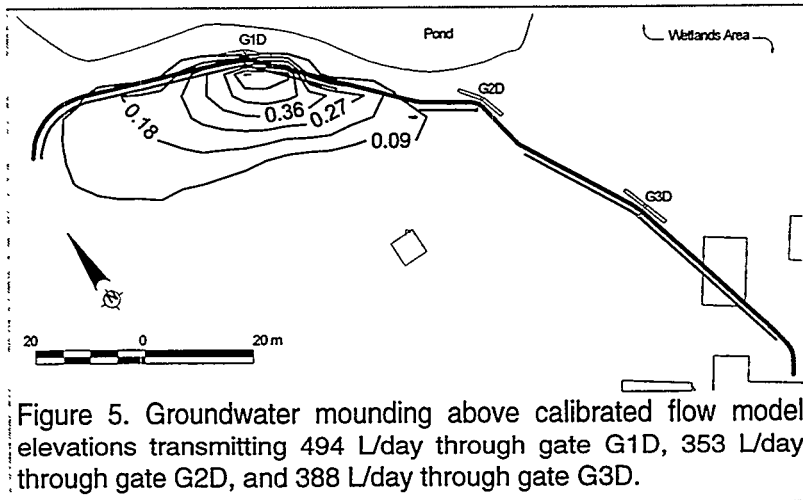 G1D
Pond
Wetlands Area
G2D
0.36
0.27
0.18
0.09
G3D
N
20 0 20 m
Figure 5. Groundwater mounding above calibrated flow model
elevations transmitting 494 L/day through gate G1D, 353 L/day
through gate G2D, and 388 L/day through gate G3D.